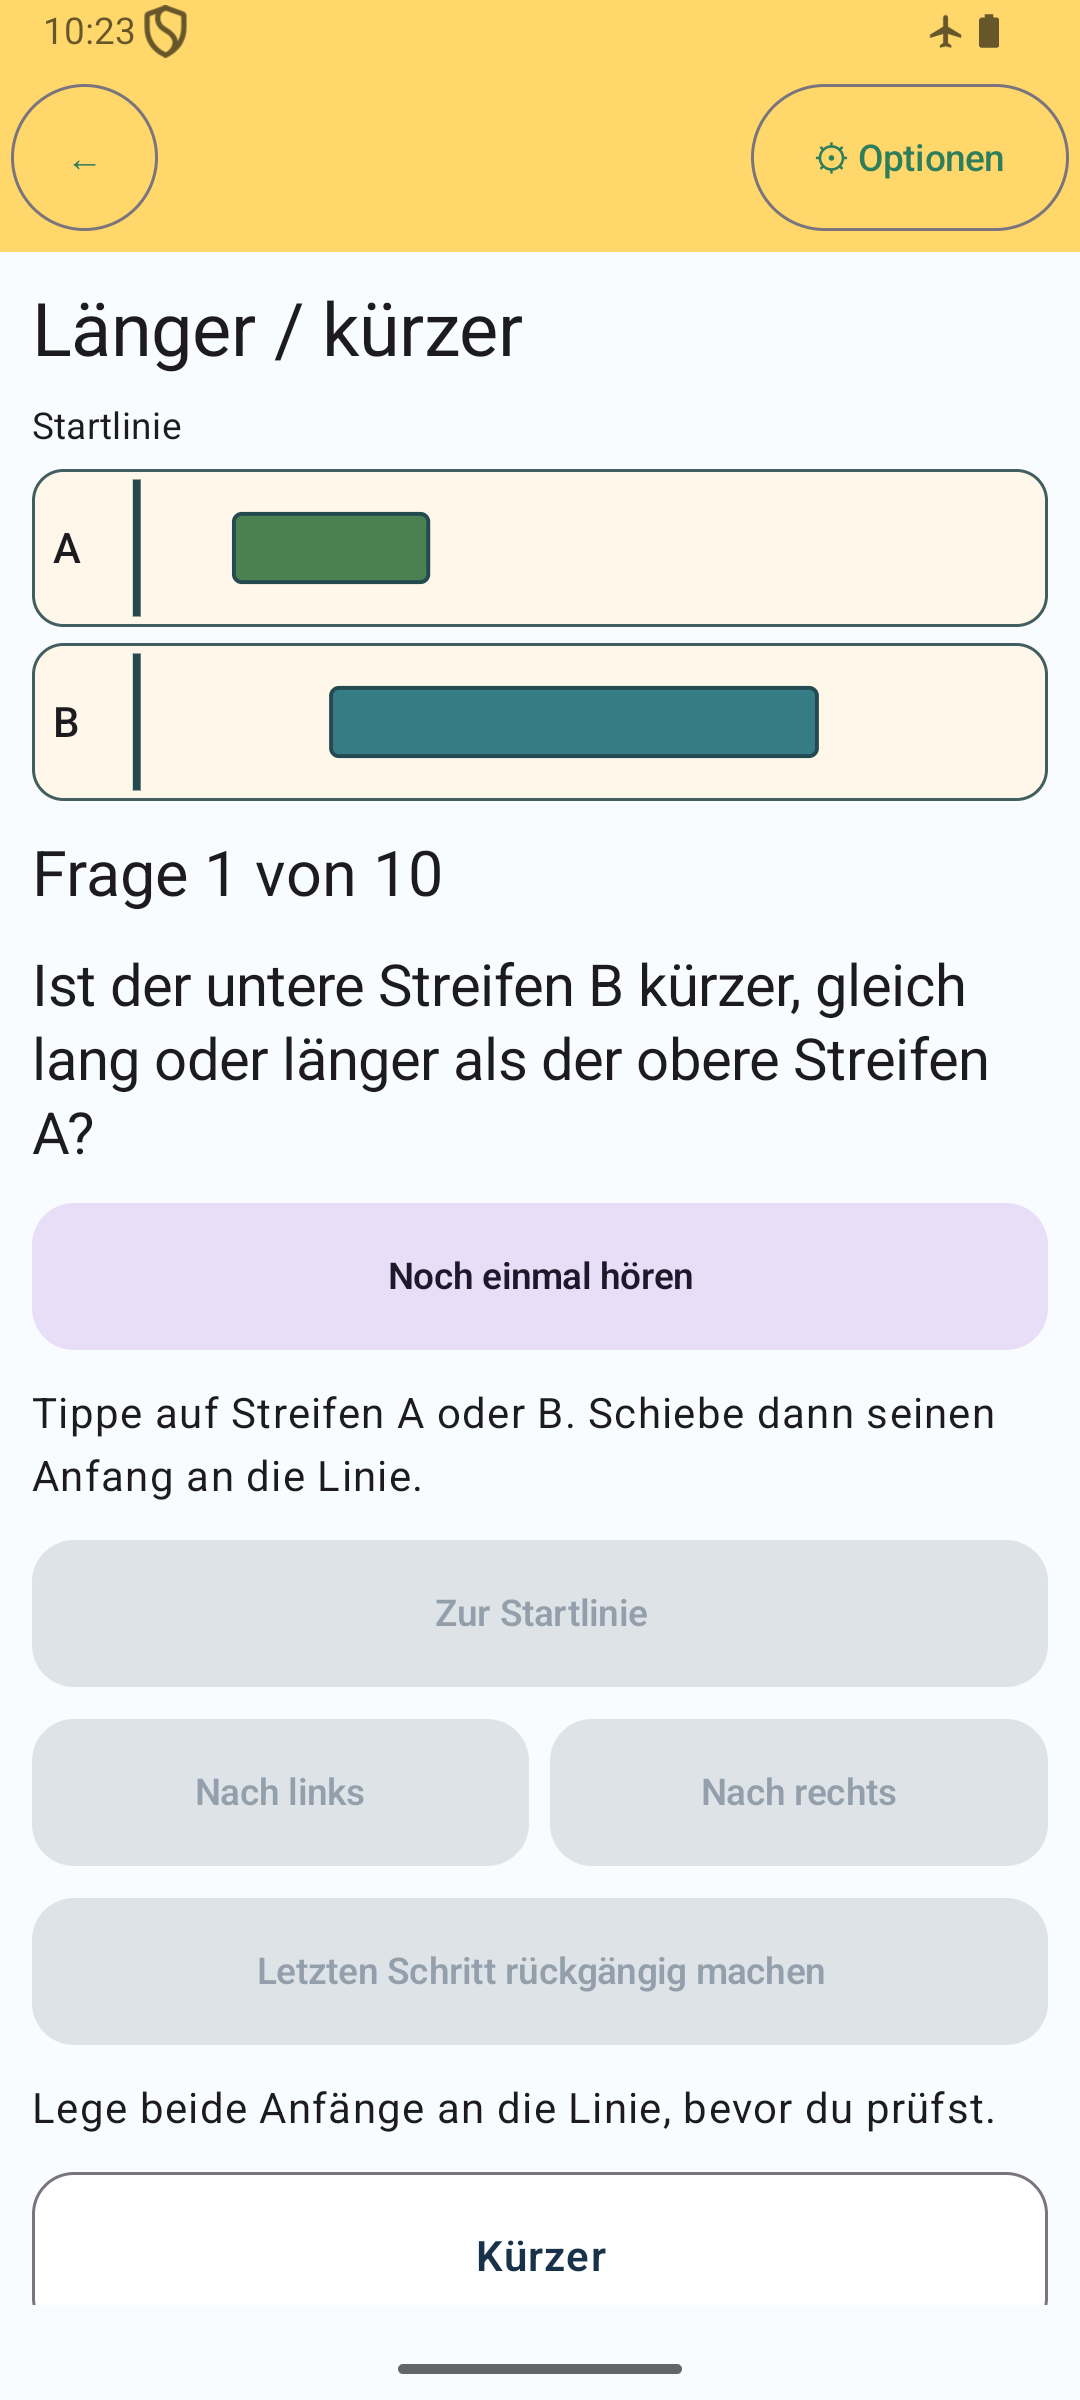 10:23
←
Optionen
Länger / kürzer
Startlinie
A
B
Frage 1 von 10
Ist der untere Streifen B kürzer, gleich
lang oder länger als der obere Streifen
A?
Noch einmal hören
Tippe auf Streifen A oder B. Schiebe dann seinen
Anfang an die Linie.
Zur Startlinie
Nach links
Nach rechts
Letzten Schritt rückgängig machen
Lege beide Anfänge an die Linie, bevor du prüfst.
Kürzer